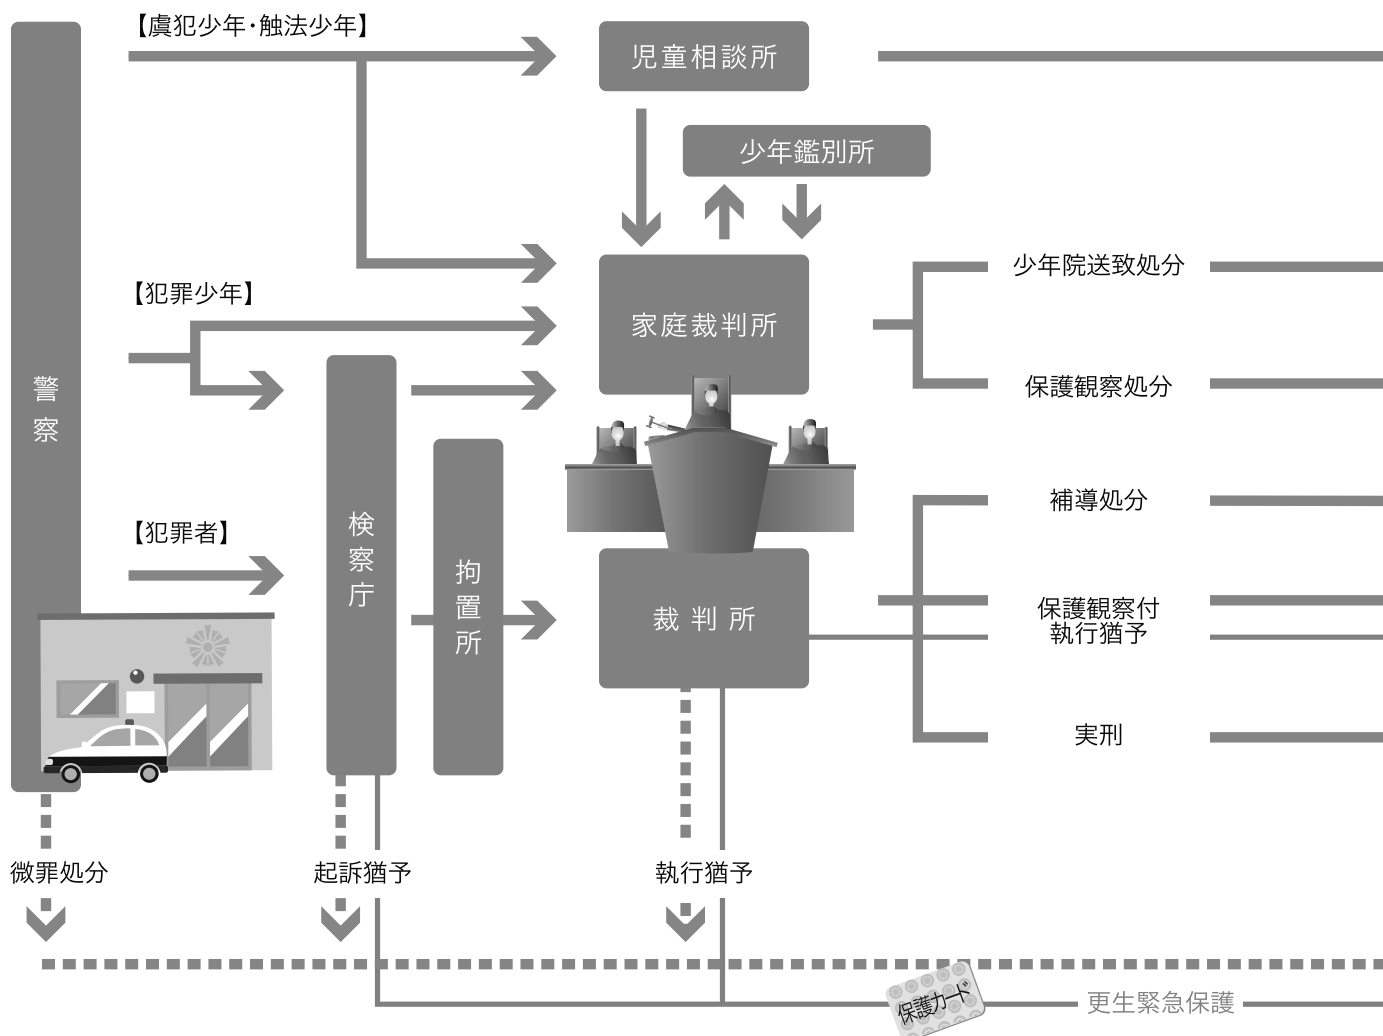 【虞犯少年・触法少年】
児童相談所
少年鑑別所
【犯罪少年】
家庭裁判所
少年院送致処分
保護観察処分
警察
【犯罪者】
検察庁
拘置所
裁判所
補導処分
保護観察付
執行猶予
実刑
微罪処分
起訴猶予
執行猶予
保護カード
更生緊急保護